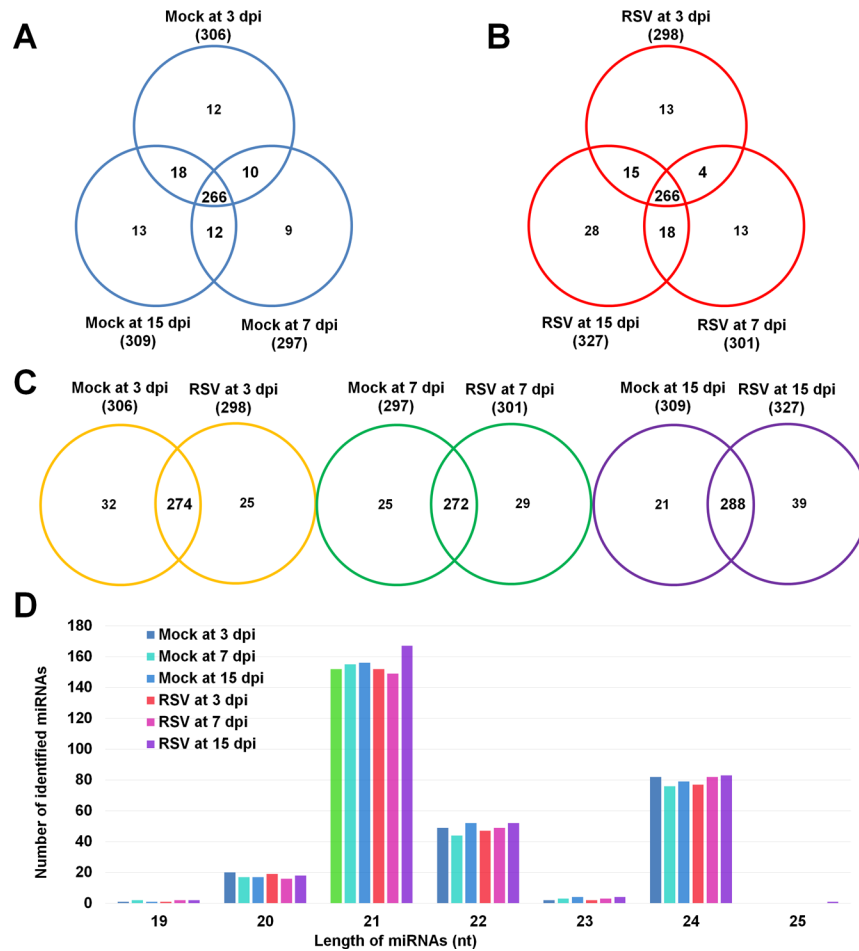 A
Mock at 3 dpi
(306)
12
18
10
266
13
12
9
Mock at 15 dpi
(309)
Mock at 7 dpi
(297)
B
RSV at 3 dpi
(298)
13
15
4
266
28
18
13
RSV at 15 dpi
(327)
RSV at 7 dpi
(301)
C
Mock at 3 dpi
(306)
RSV at 3 dpi
(298)
32
274
25
Mock at 7 dpi
(297)
RSV at 7 dpi
(301)
25
272
29
Mock at 15 dpi
(309)
RSV at 15 dpi
(327)
21
288
39
D
Number of identified miRNAs
180
160
140
120
100
80
60
40
20
0
Mock at 3 dpi
Mock at 7 dpi
Mock at 15 dpi
RSV at 3 dpi
RSV at 7 dpi
RSV at 15 dpi
19 20 21 22 23 24 25
Length of miRNAs (nt)